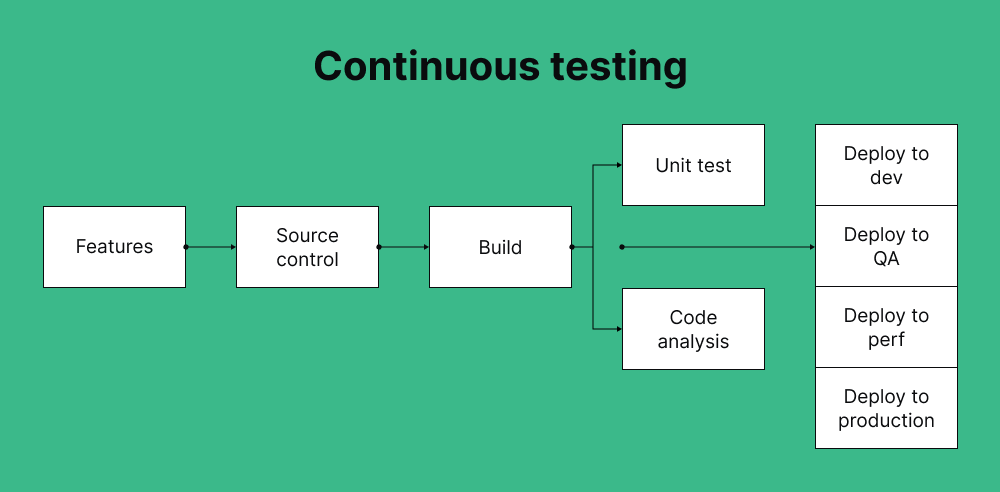 Continuous testing
Features
Source
control
Build
Unit test
Code
analysis
Deploy to
dev
Deploy to
QA
Deploy to
perf
Deploy to
production